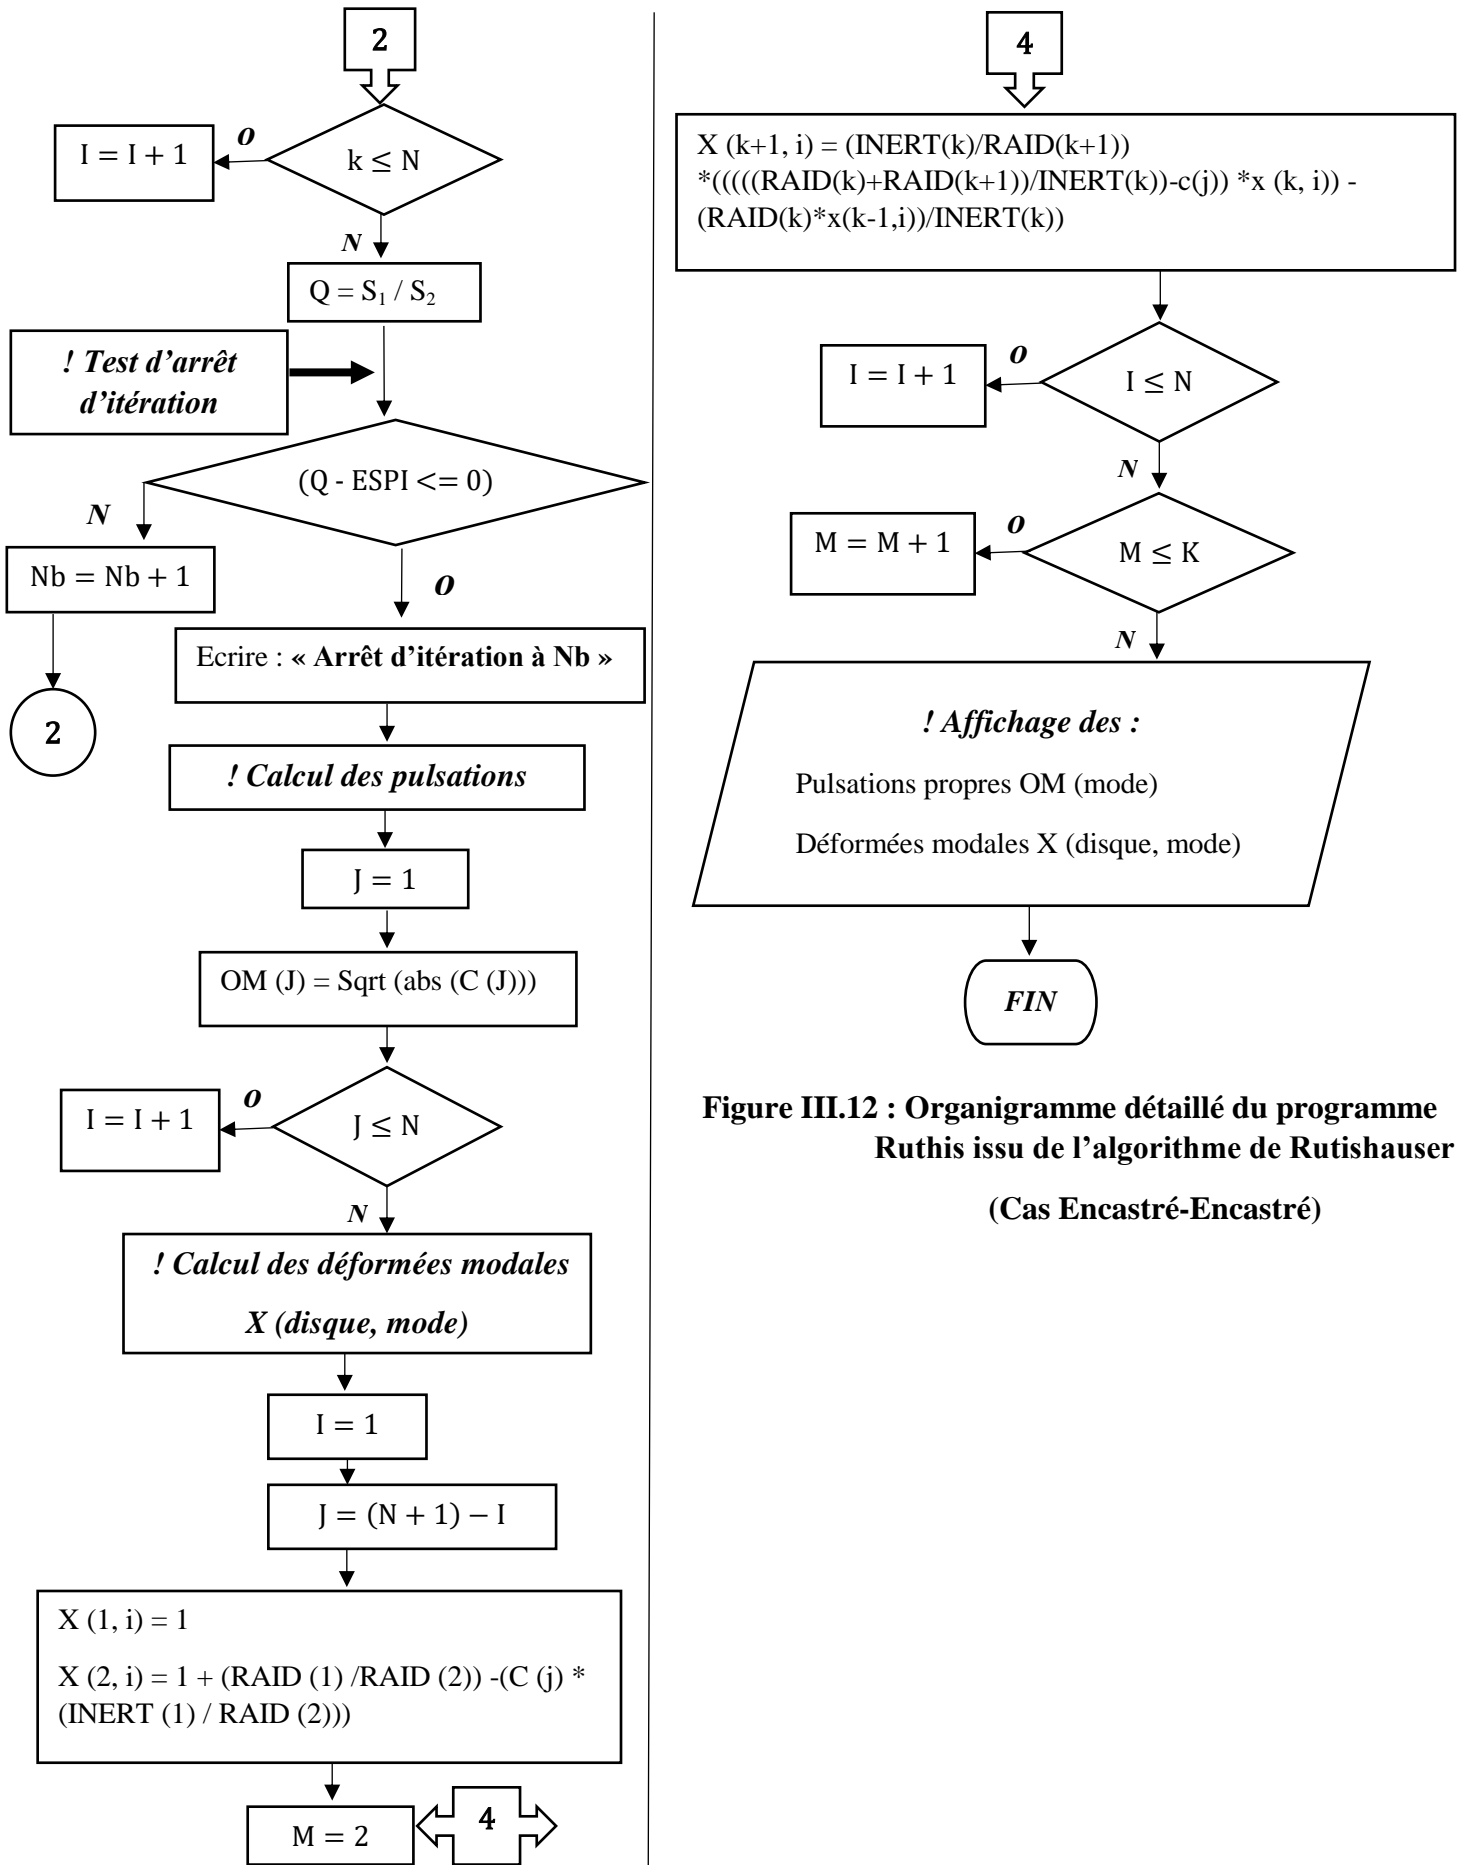 2
k ≤ N
O
I = I + 1
N
Q = S₁ / S₂
! Test d’arrêt
d’itération
(Q - ESPI <= 0)
N
Nb = Nb + 1
2
O
Ecrire : « Arrêt d’itération à Nb »
! Calcul des pulsations
J = 1
OM (J) = Sqrt (abs (C (J)))
J ≤ N
O
I = I + 1
N
! Calcul des déformées modales
X (disque, mode)
I = 1
J = (N + 1) − I
X (1, i) = 1
X (2, i) = 1 + (RAID (1) /RAID (2)) -(C (j) *
(INERT (1) / RAID (2)))
M = 2
4
4
X (k+1, i) = (INERT(k)/RAID(k+1))
*(((((RAID(k)+RAID(k+1))/INERT(k))-c(j)) *x (k, i)) -
(RAID(k)*x(k-1,i))/INERT(k))
I ≤ N
O
I = I + 1
N
M ≤ K
O
M = M + 1
N
! Affichage des :
Pulsations propres OM (mode)
Déformées modales X (disque, mode)
FIN
Figure III.12 : Organigramme détaillé du programme
Ruthis issu de l’algorithme de Rutishauser
(Cas Encastré-Encastré)